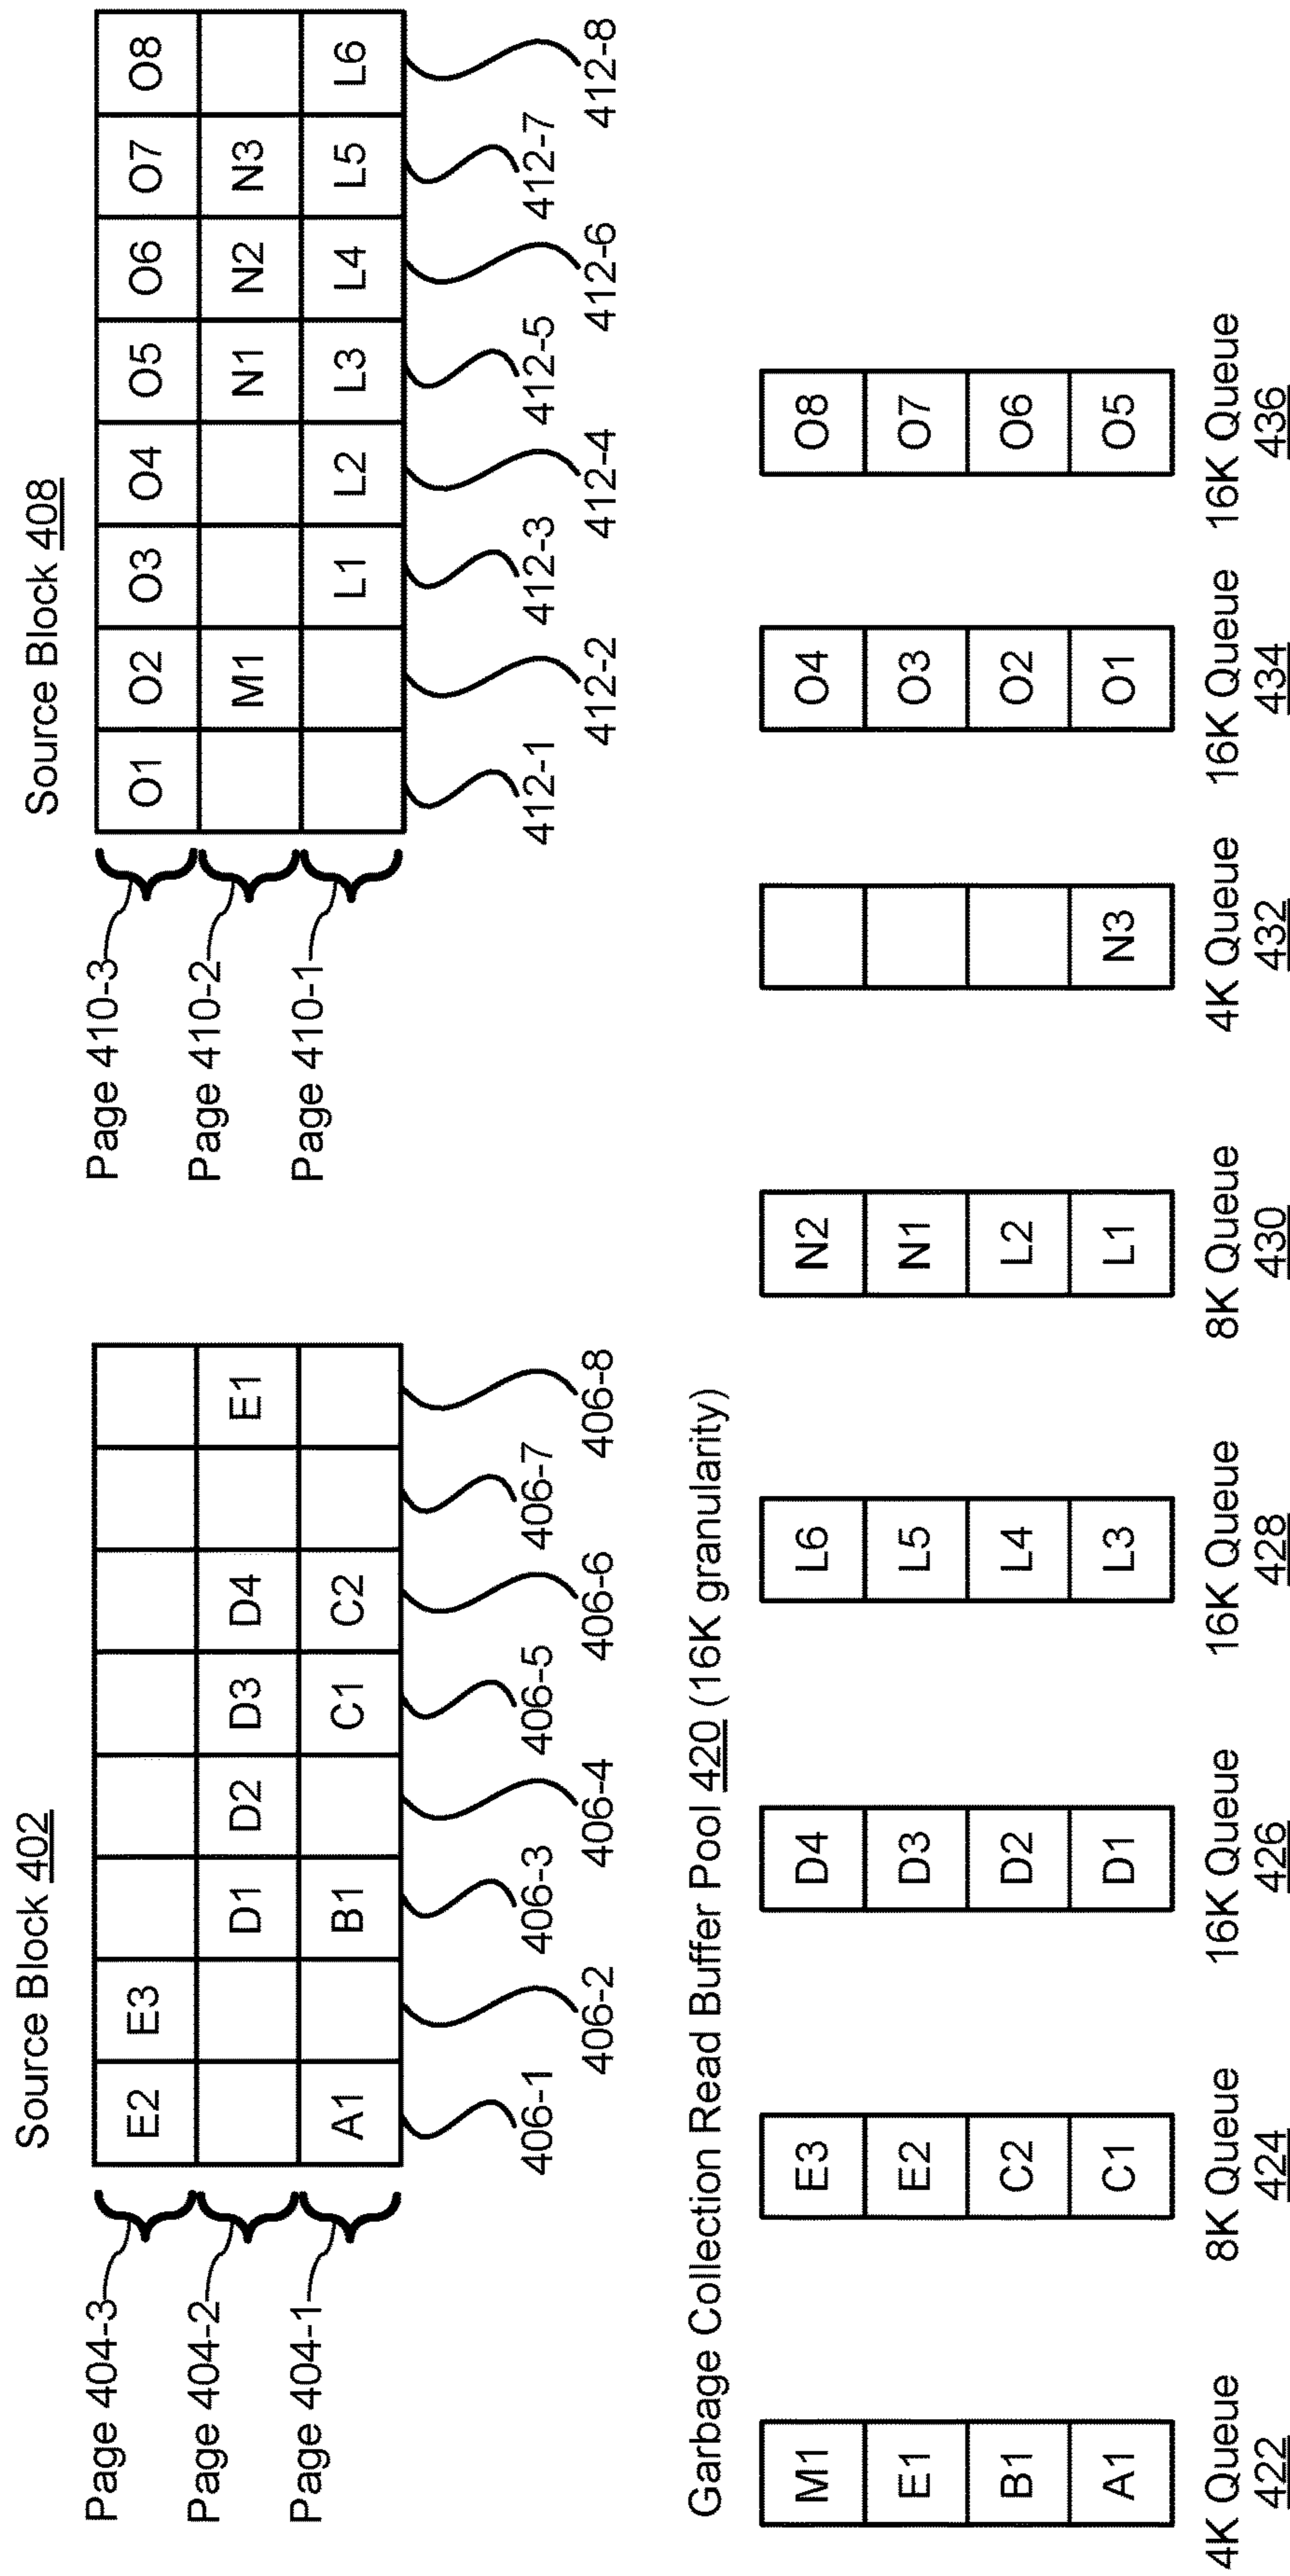 Source Block 402
Page 404-3
E2 E3
Page 404-2
D1 D2 D3 D4 E1
Page 404-1
A1 B1 C1 C2
406-1 406-2 406-3 406-4 406-5 406-6 406-7 406-8
Source Block 408
Page 410-3
O1 O2 O3 O4 O5 O6 O7 O8
Page 410-2
M1 N1 N2 N3
Page 410-1
L1 L2 L3 L4 L5 L6
412-1 412-2 412-3 412-4 412-5 412-6 412-7 412-8
Garbage Collection Read Buffer Pool 420 (16K granularity)
M1
E1
B1
A1
4K Queue
422
E3
E2
C2
C1
8K Queue
424
D4
D3
D2
D1
16K Queue
426
L6
L5
L4
L3
16K Queue
428
N2
N1
L2
L1
8K Queue
430
N3
4K Queue
432
O4
O3
O2
O1
16K Queue
434
O8
O7
O6
O5
16K Queue
436